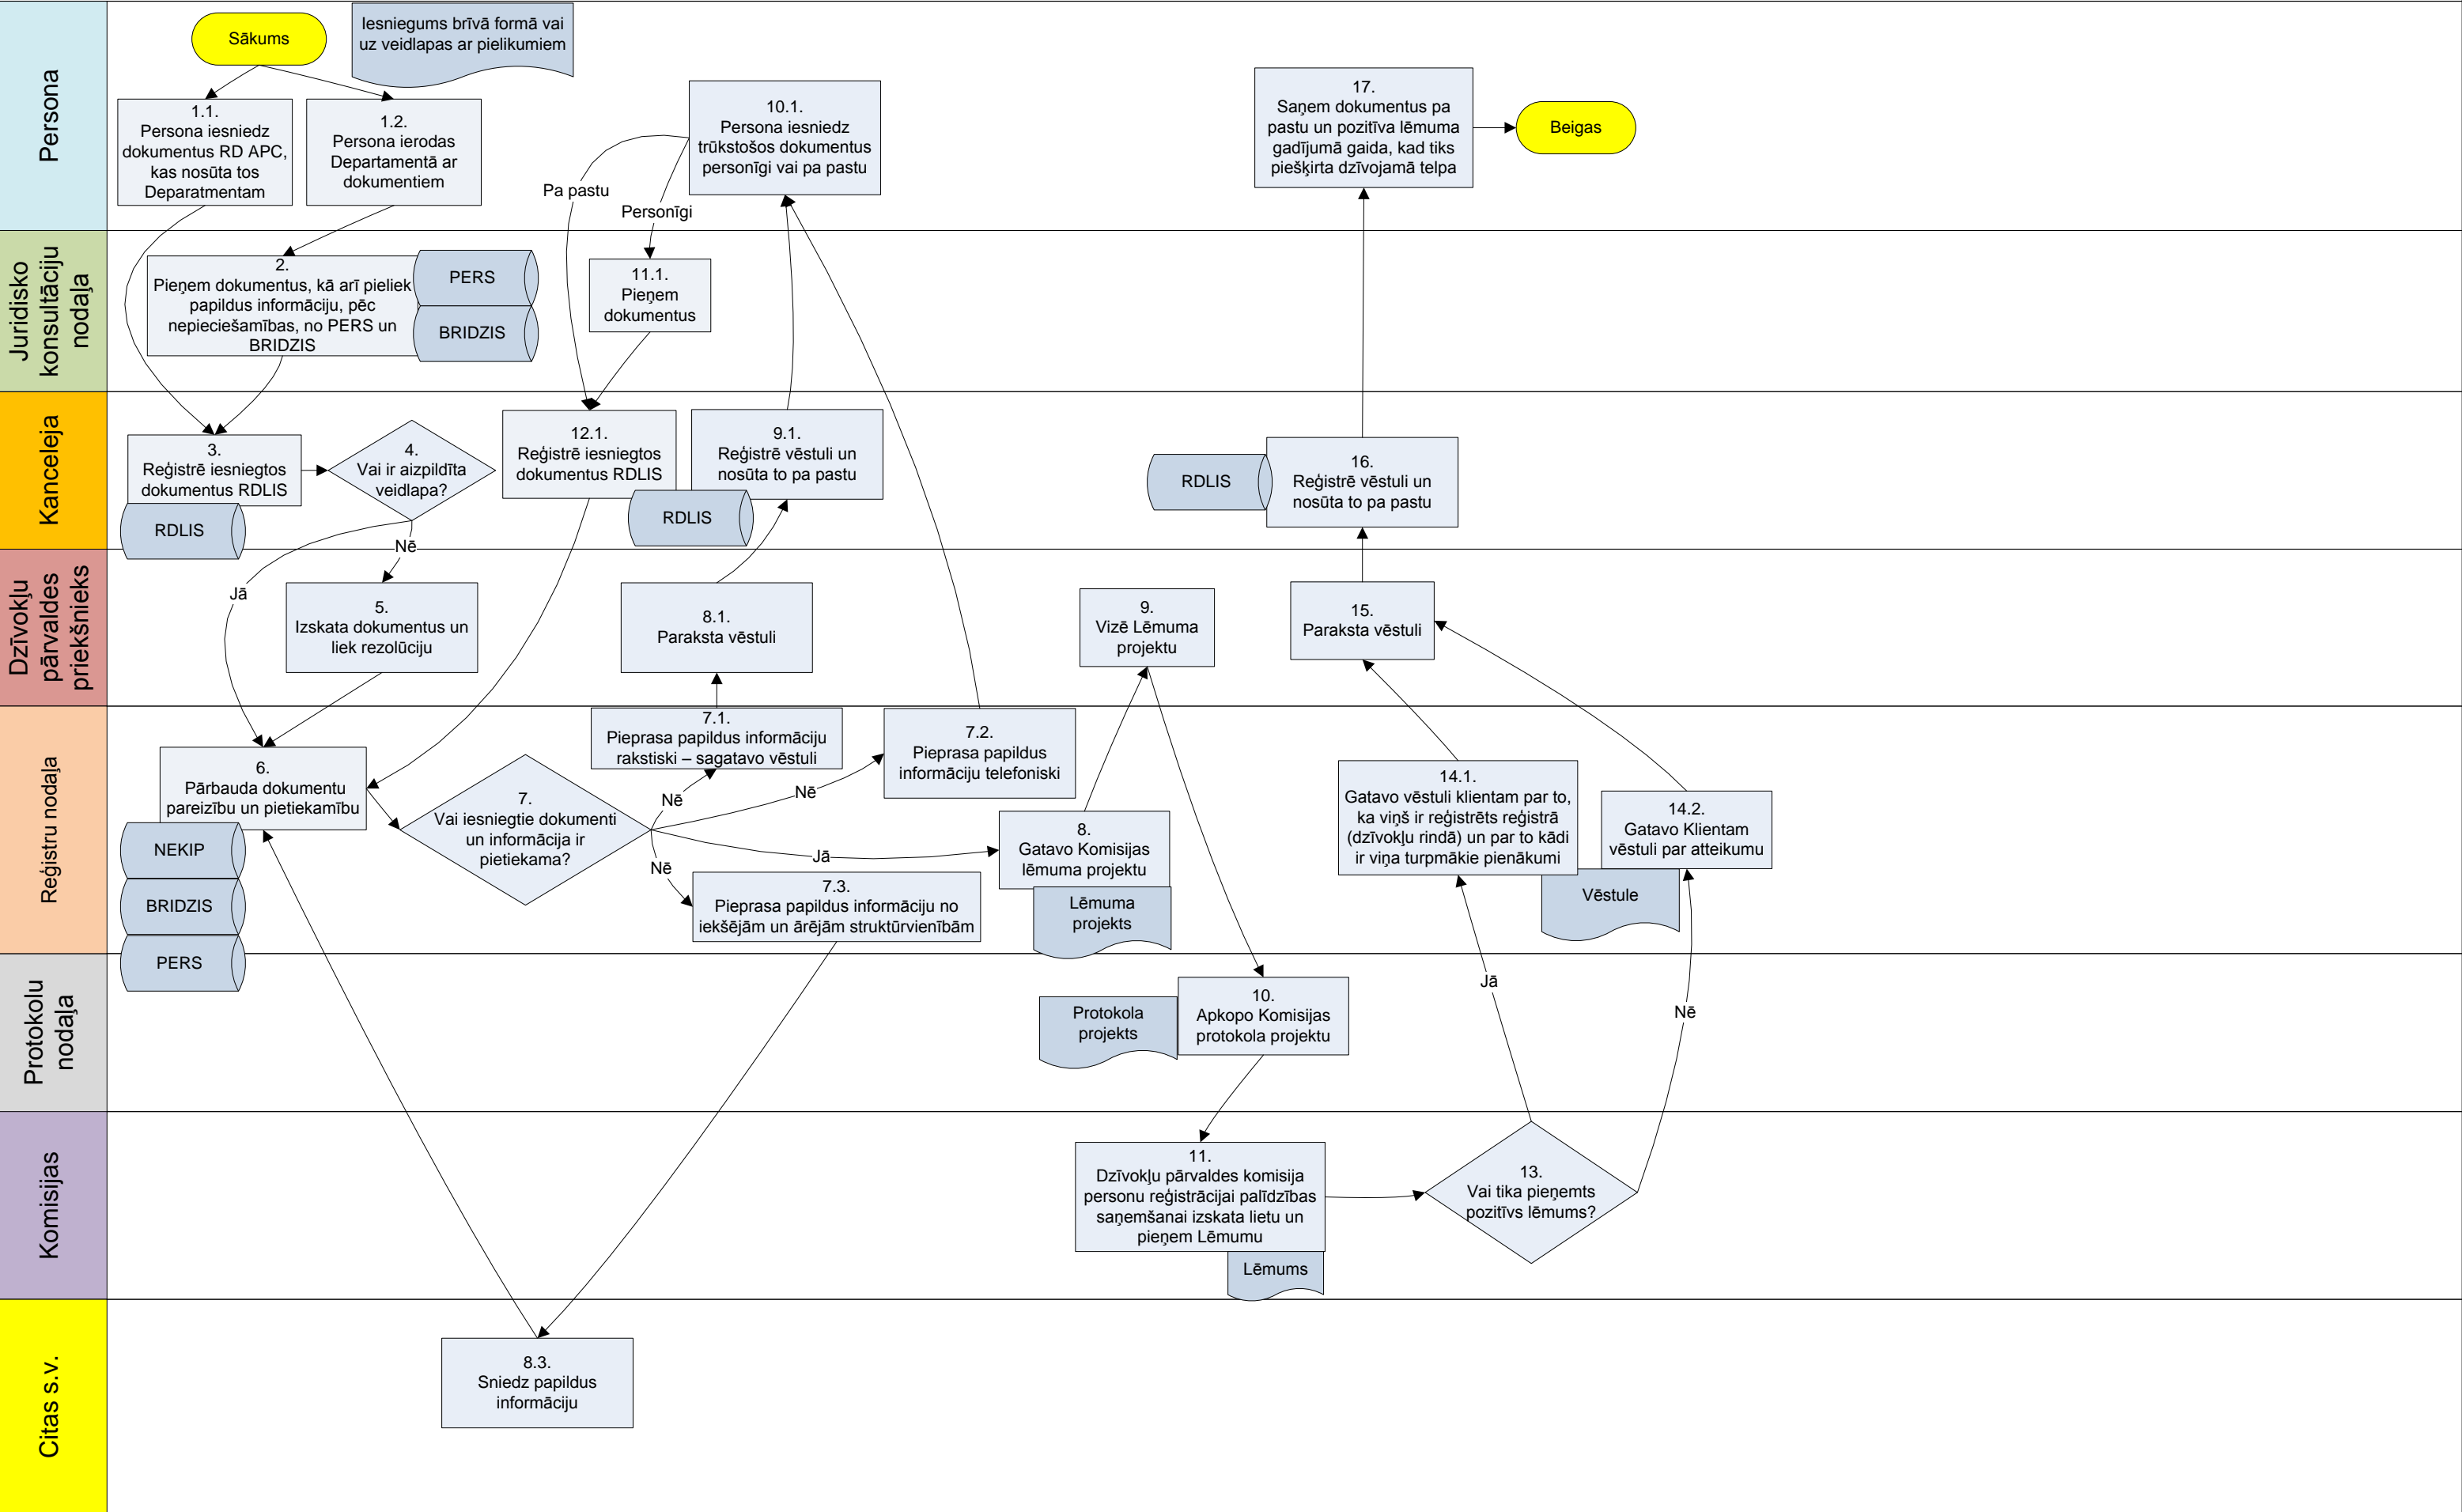 Persona
Sākums
Iesniegums brīvā formā vai
uz veidlapas ar pielikumiem
1.1.
Persona iesniedz
dokumentus RD APC,
kas nosūta tos
Deparatmentam
1.2.
Persona ierodas
Departamentā ar
dokumentiem
10.1.
Persona iesniedz
trūkstošos dokumentus
personīgi vai pa pastu
Pa pastu
Personīgi
17.
Saņem dokumentus pa
pastu un pozitīva lēmuma
gadījumā gaida, kad tiks
piešķirta dzīvojamā telpa
Beigas
Juridisko
konsultāciju
nodaļa
2.
Pieņem dokumentus, kā arī pieliek
papildus informāciju, pēc
nepieciešamības, no PERS un
BRIDZIS
PERS
BRIDZIS
11.1.
Pieņem
dokumentus
Kanceleja
3.
Reģistrē iesniegtos
dokumentus RDLIS
RDLIS
4.
Vai ir aizpildīta
veidlapa?
12.1.
Reģistrē iesniegtos
dokumentus RDLIS
RDLIS
9.1.
Reģistrē vēstuli un
nosūta to pa pastu
RDLIS
16.
Reģistrē vēstuli un
nosūta to pa pastu
Nē
Jā
Dzīvokļu
pārvaldes
priekšnieks
5.
Izskata dokumentus un
liek rezolūciju
8.1.
Paraksta vēstuli
9.
Vizē Lēmuma
projektu
15.
Paraksta vēstuli
Reģistru nodaļa
6.
Pārbauda dokumentu
pareizību un pietiekamību
NEKIP
BRIDZIS
PERS
7.
Vai iesniegtie dokumenti
un informācija ir
pietiekama?
Nē
Nē
Jā
Nē
7.1.
Pieprasa papildus informāciju
rakstiski – sagatavo vēstuli
7.2.
Pieprasa papildus
informāciju telefoniski
7.3.
Pieprasa papildus informāciju no
iekšējām un ārējām struktūrvienībām
8.
Gatavo Komisijas
lēmuma projektu
Lēmuma
projekts
14.1.
Gatavo vēstuli klientam par to,
ka viņš ir reģistrēts reģistrā
(dzīvokļu rindā) un par to kādi
ir viņa turpmākie pienākumi
14.2.
Gatavo Klientam
vēstuli par atteikumu
Vēstule
Protokolu
nodaļa
Protokola
projekts
10.
Apkopo Komisijas
protokola projektu
Jā
Nē
Komisijas
11.
Dzīvokļu pārvaldes komisija
personu reģistrācijai palīdzības
saņemšanai izskata lietu un
pieņem Lēmumu
Lēmums
13.
Vai tika pieņemts
pozitīvs lēmums?
Citas s.v.
8.3.
Sniedz papildus
informāciju